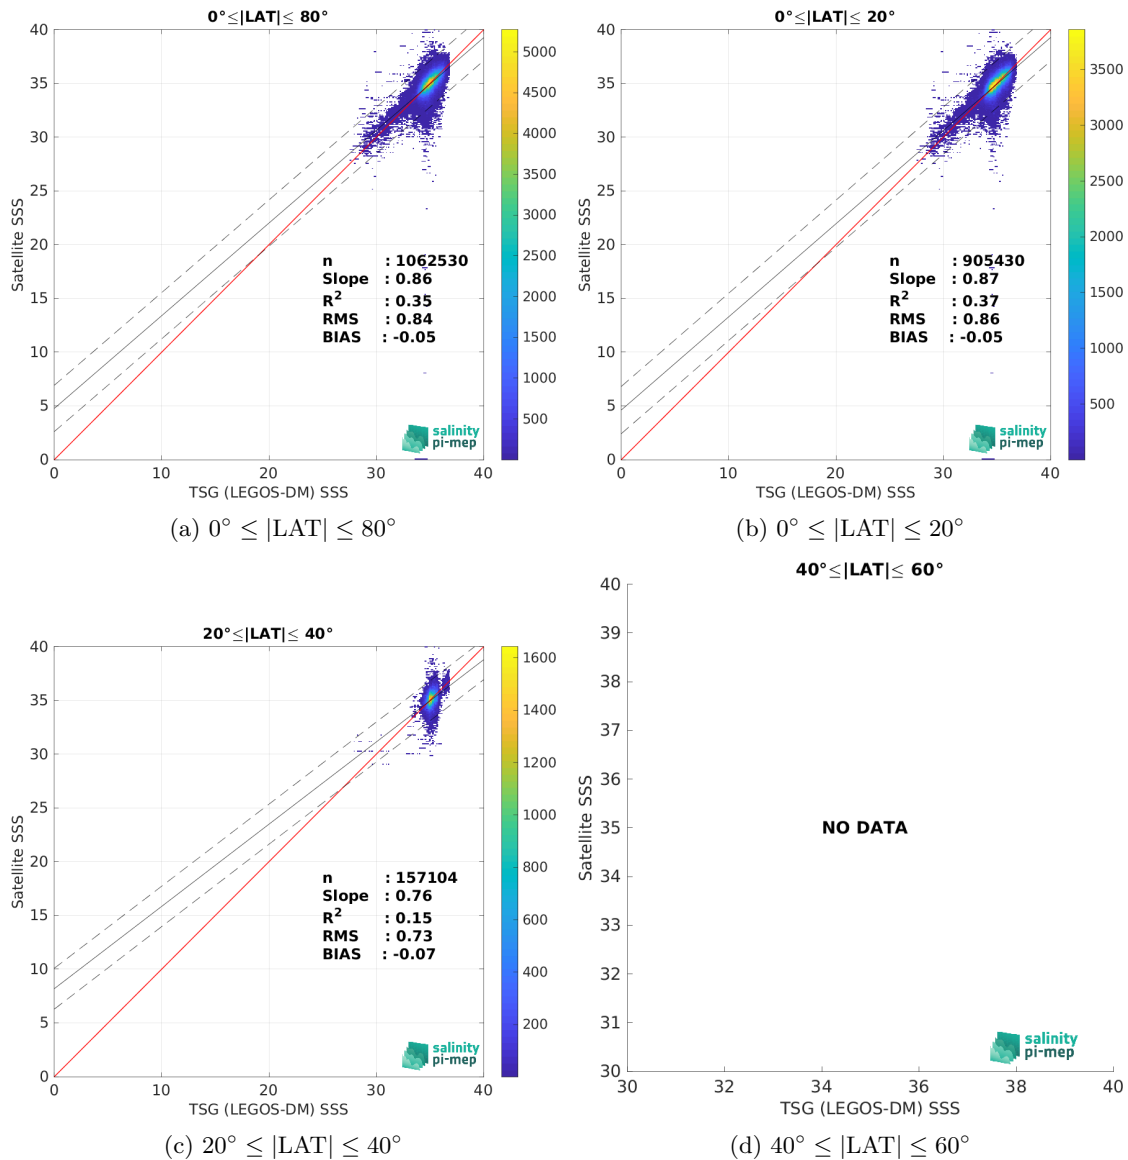 0°≤|LAT|≤ 80°
40
35
30
25
20
15
10
5
0
Satellite SSS
n : 1062530
Slope : 0.86
R² : 0.35
RMS : 0.84
BIAS : -0.05
salinity
pi-mep
0 10 20 30 40
TSG (LEGOS-DM) SSS
5000
4500
4000
3500
3000
2500
2000
1500
1000
500
(a) 0° ≤ |LAT| ≤ 80°
0°≤|LAT|≤ 20°
40
35
30
25
20
15
10
5
0
Satellite SSS
n : 905430
Slope : 0.87
R² : 0.37
RMS : 0.86
BIAS : -0.05
salinity
pi-mep
0 10 20 30 40
TSG (LEGOS-DM) SSS
3500
3000
2500
2000
1500
1000
500
(b) 0° ≤ |LAT| ≤ 20°
20°≤|LAT|≤ 40°
40
35
30
25
20
15
10
5
0
Satellite SSS
n : 157104
Slope : 0.76
R² : 0.15
RMS : 0.73
BIAS : -0.07
salinity
pi-mep
0 10 20 30 40
TSG (LEGOS-DM) SSS
1600
1400
1200
1000
800
600
400
200
(c) 20° ≤ |LAT| ≤ 40°
40°≤|LAT|≤ 60°
40
39
38
37
36
35
34
33
32
31
30
Satellite SSS
NO DATA
salinity
pi-mep
30 32 34 36 38 40
TSG (LEGOS-DM) SSS
(d) 40° ≤ |LAT| ≤ 60°